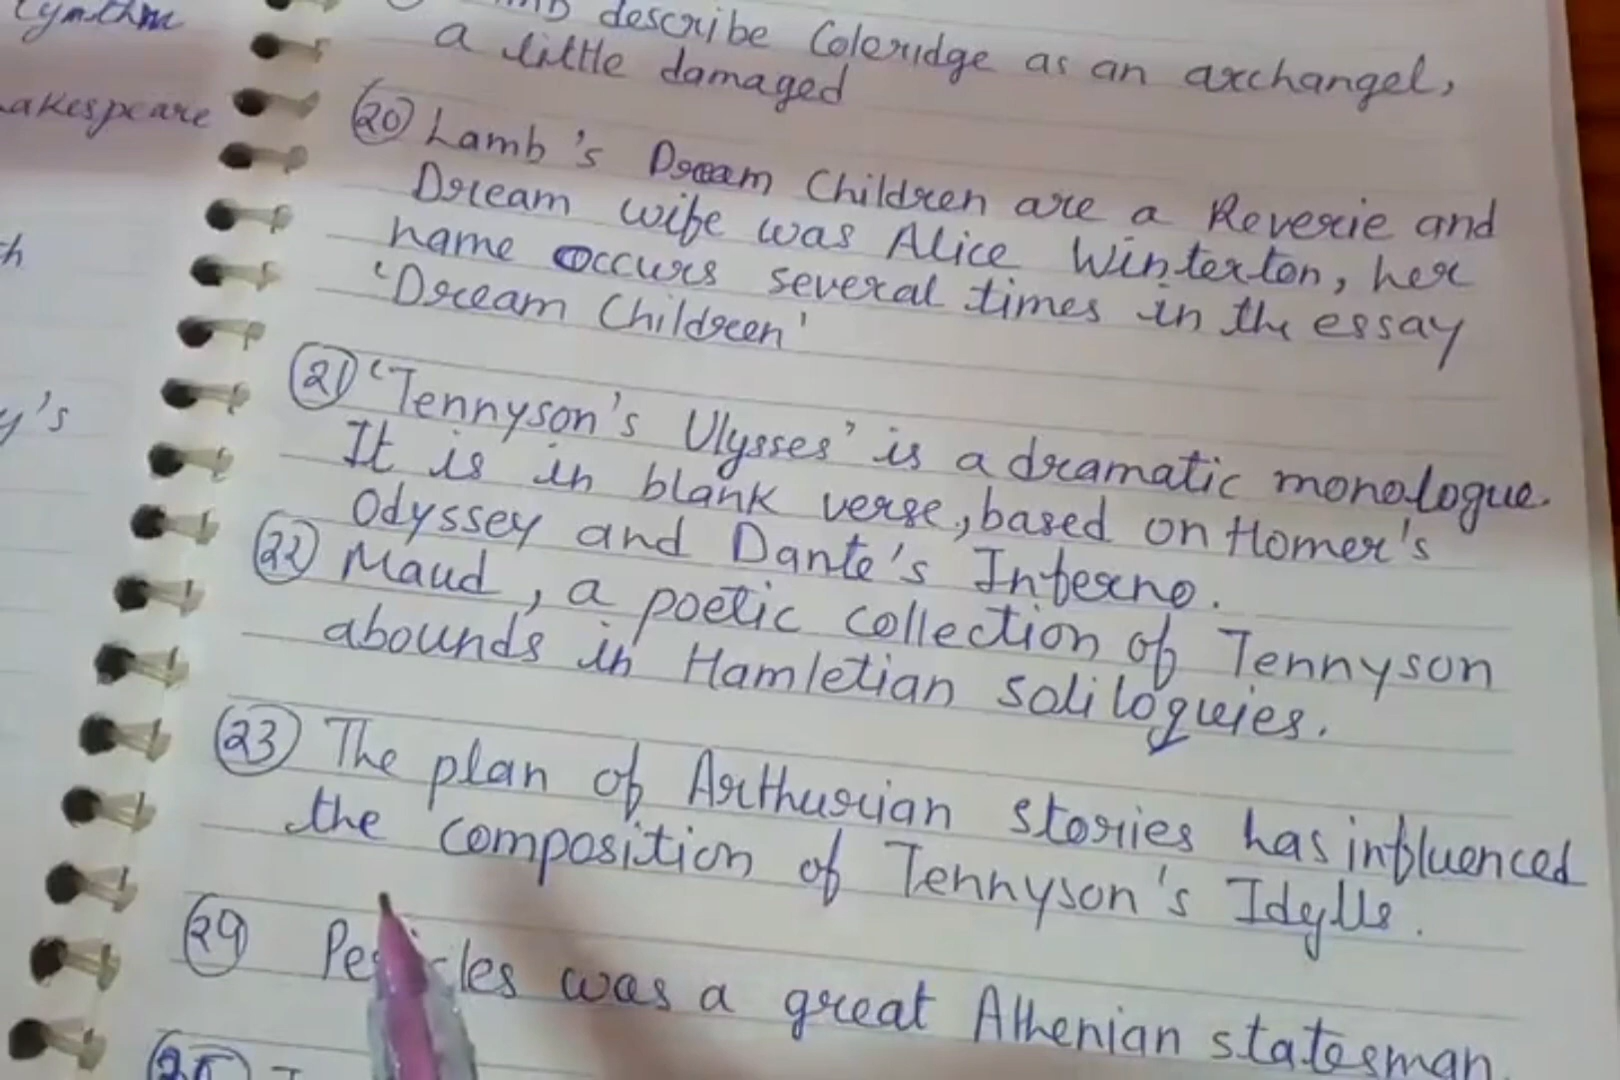 describe Coleridge as an archangel,
a little damaged
20 Lamb's Dream Children are a Reverie and
Dream wife was Alice Winterton, her
name occurs several times in the essay
'Dream Children'
21 'Tennyson's Ulysses' is a dramatic monologue.
It is in blank verse, based on Homer's
Odyssey and Dante's Inferno.
22 Maud, a poetic collection of Tennyson
abounds in Hamletian soliloquies.
23 The plan of Arthurian stories has influenced
the composition of Tennyson's Idylls.
24 Pericles was a great Athenian statesman.
25